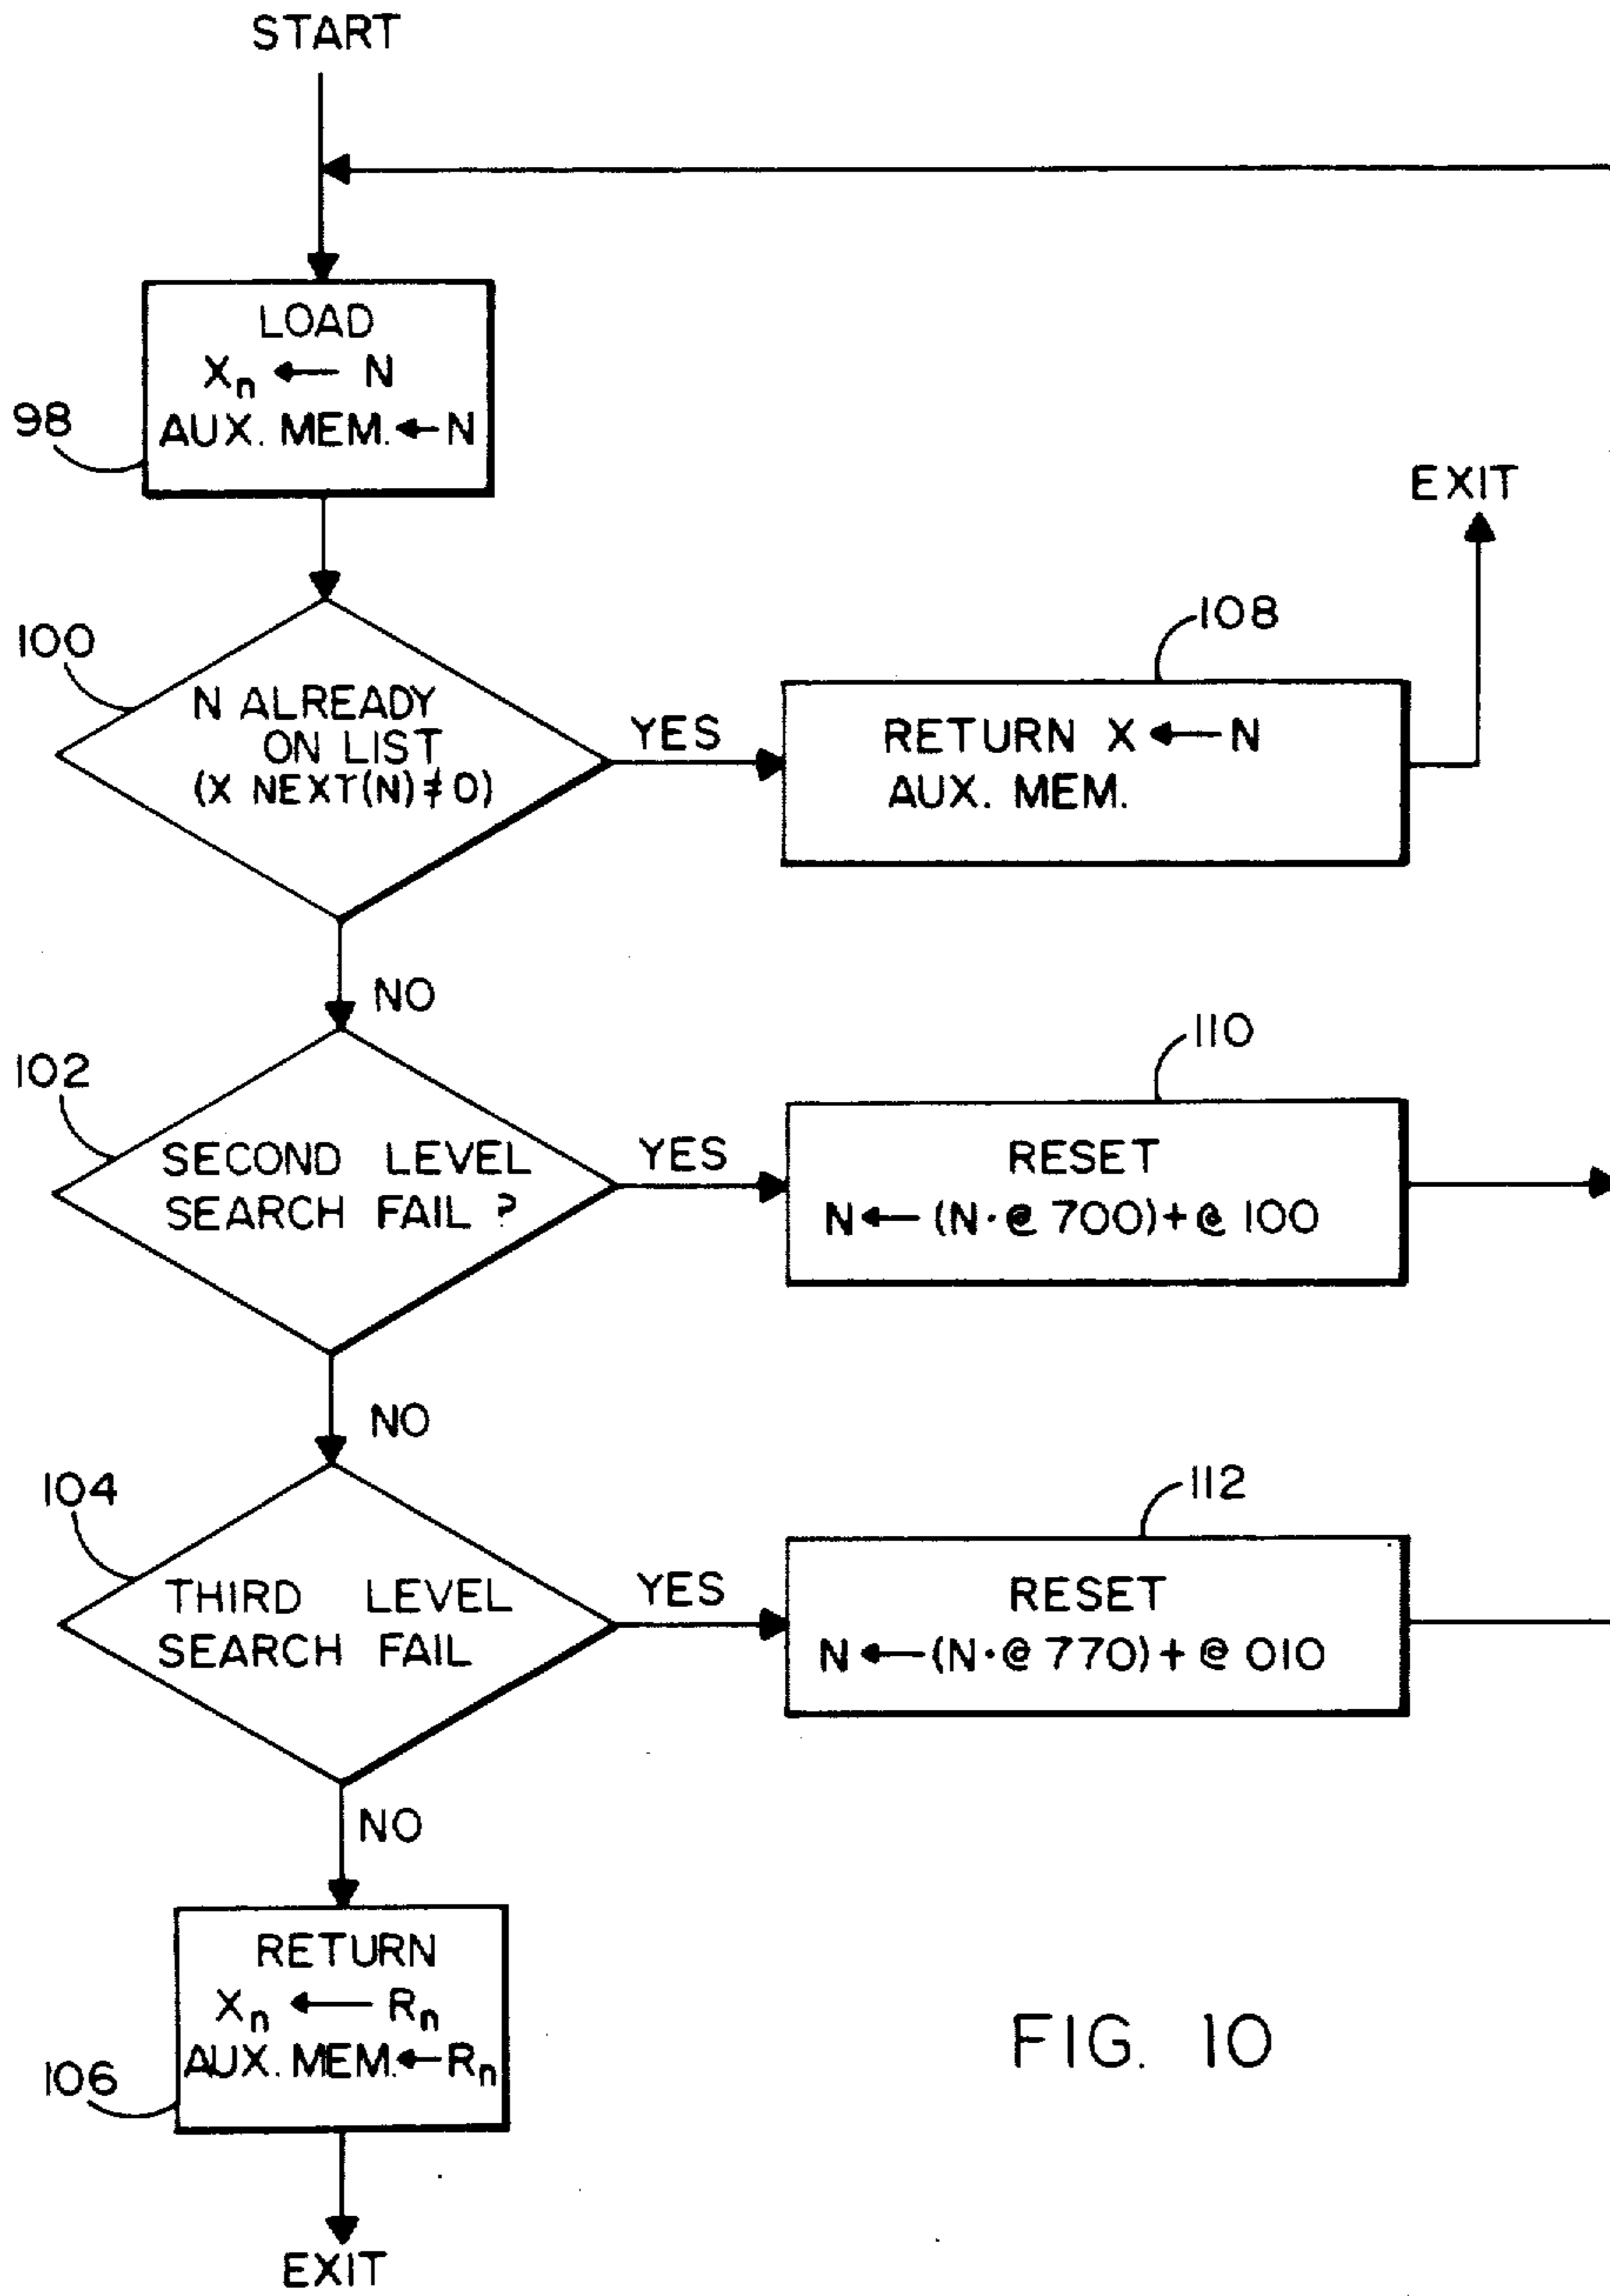 START
LOAD
Xn ← N
AUX. MEM. ← N
98
EXIT
100
N ALREADY
ON LIST
(X NEXT(N) ≠ 0)
YES
108
RETURN X ← N
AUX. MEM.
NO
102
SECOND LEVEL
SEARCH FAIL ?
YES
110
RESET
N ← (N·@ 700) + @ 100
NO
104
THIRD LEVEL
SEARCH FAIL
YES
112
RESET
N ← (N·@ 770) + @ 010
NO
RETURN
Xn ← Rn
AUX. MEM. ← Rn
106
EXIT
FIG. 10